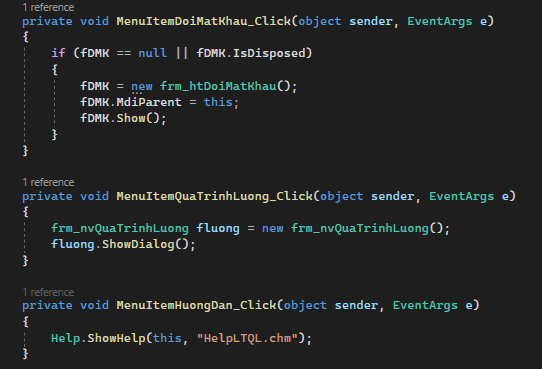 1 reference
private void MenuItemDoiMatKhau_Click(object sender, EventArgs e)
{
if (fDMK == null || fDMK.IsDisposed)
{
fDMK = new frm_htDoiMatKhau();
fDMK.MdiParent = this;
fDMK.Show();
}
}
1 reference
private void MenuItemQuaTrinhLuong_Click(object sender, EventArgs e)
{
frm_nvQuaTrinhLuong fluong = new frm_nvQuaTrinhLuong();
fluong.ShowDialog();
}
1 reference
private void MenuItemHuongDan_Click(object sender, EventArgs e)
{
Help.ShowHelp(this, "HelpLTQL.chm");
}